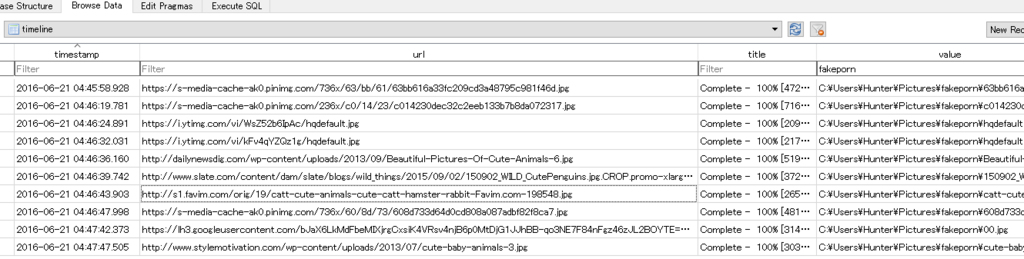 ase Structure Browse Data Edit Pragmas Execute SQL
timeline New Rec
timestamp url title value
Filter Filter Filter fakeporn
2016-06-21 04:45:58.928 https://s-media-cache-ak0.pinimg.com/736x/63/bb/61/63bb616a33fc209cd3a48795c981f46d.jpg Complete - 100% [472… C:¥Users¥Hunter¥Pictures¥fakeporn¥63bb616a
2016-06-21 04:46:19.781 https://s-media-cache-ak0.pinimg.com/236x/c0/14/23/c014230dec32c2eeb133b7b8da072317.jpg Complete - 100% [716… C:¥Users¥Hunter¥Pictures¥fakeporn¥c014230c
2016-06-21 04:46:24.891 https://i.ytimg.com/vi/WsZ52b6IpAc/hqdefault.jpg Complete - 100% [209… C:¥Users¥Hunter¥Pictures¥fakeporn¥hqdefault
2016-06-21 04:46:32.031 https://i.ytimg.com/vi/kFv4qYZQz1g/hqdefault.jpg Complete - 100% [217… C:¥Users¥Hunter¥Pictures¥fakeporn¥hqdefault
2016-06-21 04:46:36.160 http://dailynewsdig.com/wp-content/uploads/2013/09/Beautiful-Pictures-Of-Cute-Animals-6.jpg Complete - 100% [519… C:¥Users¥Hunter¥Pictures¥fakeporn¥Beautiful
2016-06-21 04:46:39.742 http://www.slate.com/content/dam/slate/blogs/wild_things/2015/09/02/150902_WILD_CutePenguins.jpg.CROP.promo-xlarg… Complete - 100% [372… C:¥Users¥Hunter¥Pictures¥fakeporn¥150902_W
2016-06-21 04:46:43.903 http://s1.favim.com/orig/19/catt-cute-animals-cute-catt-hamster-rabbit-Favim.com-198548.jpg Complete - 100% [265… C:¥Users¥Hunter¥Pictures¥fakeporn¥catt-cute
2016-06-21 04:46:47.998 https://s-media-cache-ak0.pinimg.com/736x/60/8d/73/608d733d64d0cd808a087adbf82f8ca7.jpg Complete - 100% [481… C:¥Users¥Hunter¥Pictures¥fakeporn¥608d733c
2016-06-21 04:47:42.373 https://lh3.googleusercontent.com/bJaX6LkMdFbeMIXjrgCxsiK4VRsv4njB6p0MtDjG1JJhBB-qo3NE7F84nFgz46zJL2BOYTE=… Complete - 100% [314… C:¥Users¥Hunter¥Pictures¥fakeporn¥00.jpg
2016-06-21 04:47:47.505 http://www.stylemotivation.com/wp-content/uploads/2013/07/cute-baby-animals-3.jpg Complete - 100% [303… C:¥Users¥Hunter¥Pictures¥fakeporn¥cute-bab